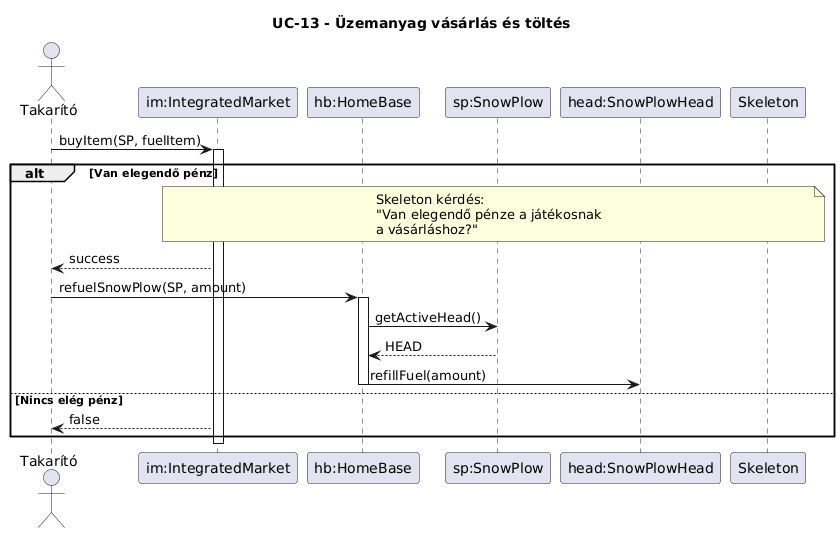 UC-13 - Üzemanyag vásárlás és töltés
Takarító
im:IntegratedMarket
hb:HomeBase
sp:SnowPlow
head:SnowPlowHead
Skeleton
buyItem(SP, fuelItem)
alt
[Van elegendő pénz]
Skeleton kérdés:
"Van elegendő pénze a játékosnak
a vásárláshoz?"
success
refuelSnowPlow(SP, amount)
getActiveHead()
HEAD
refillFuel(amount)
[Nincs elég pénz]
false
Takarító
im:IntegratedMarket
hb:HomeBase
sp:SnowPlow
head:SnowPlowHead
Skeleton